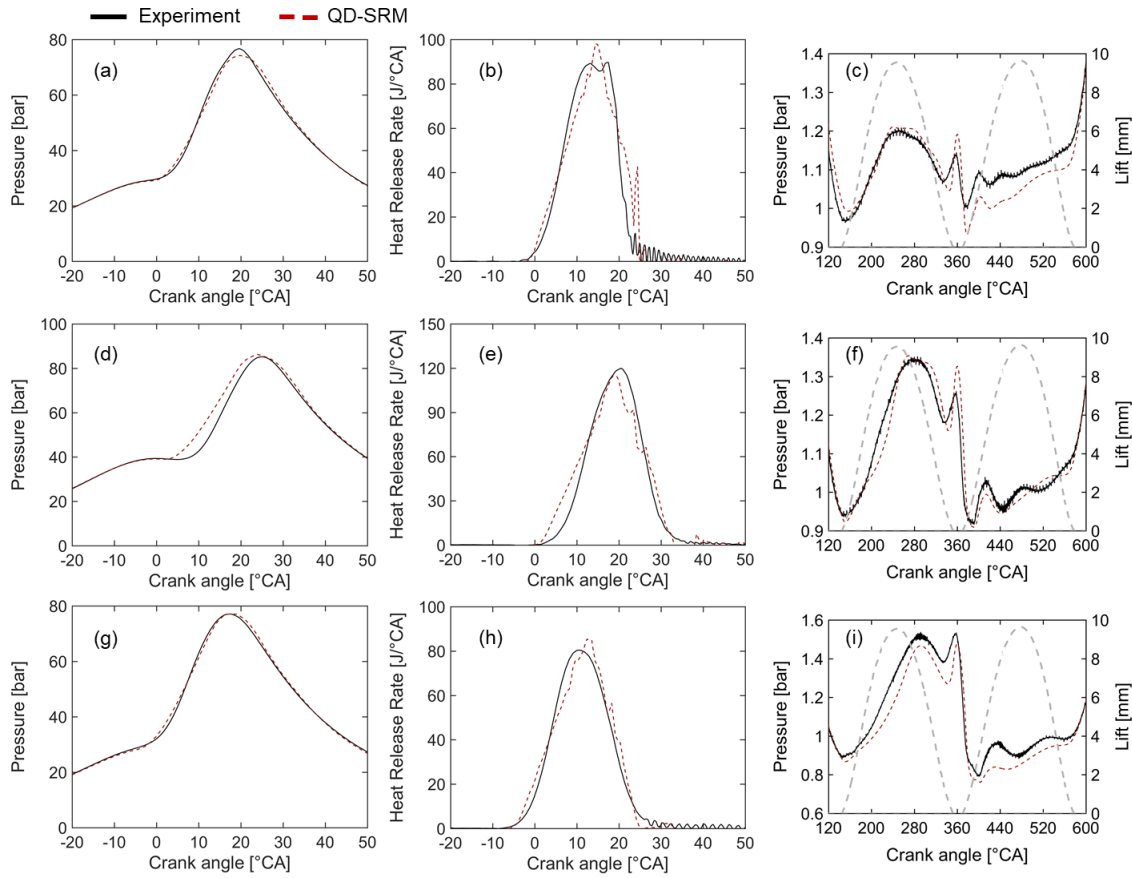 Experiment QD-SRM
(a)
Pressure [bar]
80
60
40
20
0
-20 -10 0 10 20 30 40 50
Crank angle [°CA]
(b)
Heat Release Rate [J/°CA]
100
80
60
40
20
0
-20 -10 0 10 20 30 40 50
Crank angle [°CA]
(c)
Pressure [bar]
1.4
1.3
1.2
1.1
1
0.9
10
8
6
4
2
0
Lift [mm]
120 200 280 360 440 520 600
Crank angle [°CA]
(d)
Pressure [bar]
100
80
60
40
20
0
-20 -10 0 10 20 30 40 50
Crank angle [°CA]
(e)
Heat Release Rate [J/°CA]
150
120
90
60
30
0
-20 -10 0 10 20 30 40 50
Crank angle [°CA]
(f)
Pressure [bar]
1.4
1.3
1.2
1.1
1
0.9
10
8
6
4
2
0
Lift [mm]
120 200 280 360 440 520 600
Crank angle [°CA]
(g)
Pressure [bar]
80
60
40
20
0
-20 -10 0 10 20 30 40 50
Crank angle [°CA]
(h)
Heat Release Rate [J/°CA]
100
80
60
40
20
0
-20 -10 0 10 20 30 40 50
Crank angle [°CA]
(i)
Pressure [bar]
1.6
1.4
1.2
1
0.8
0.6
10
8
6
4
2
0
Lift [mm]
120 200 280 360 440 520 600
Crank angle [°CA]